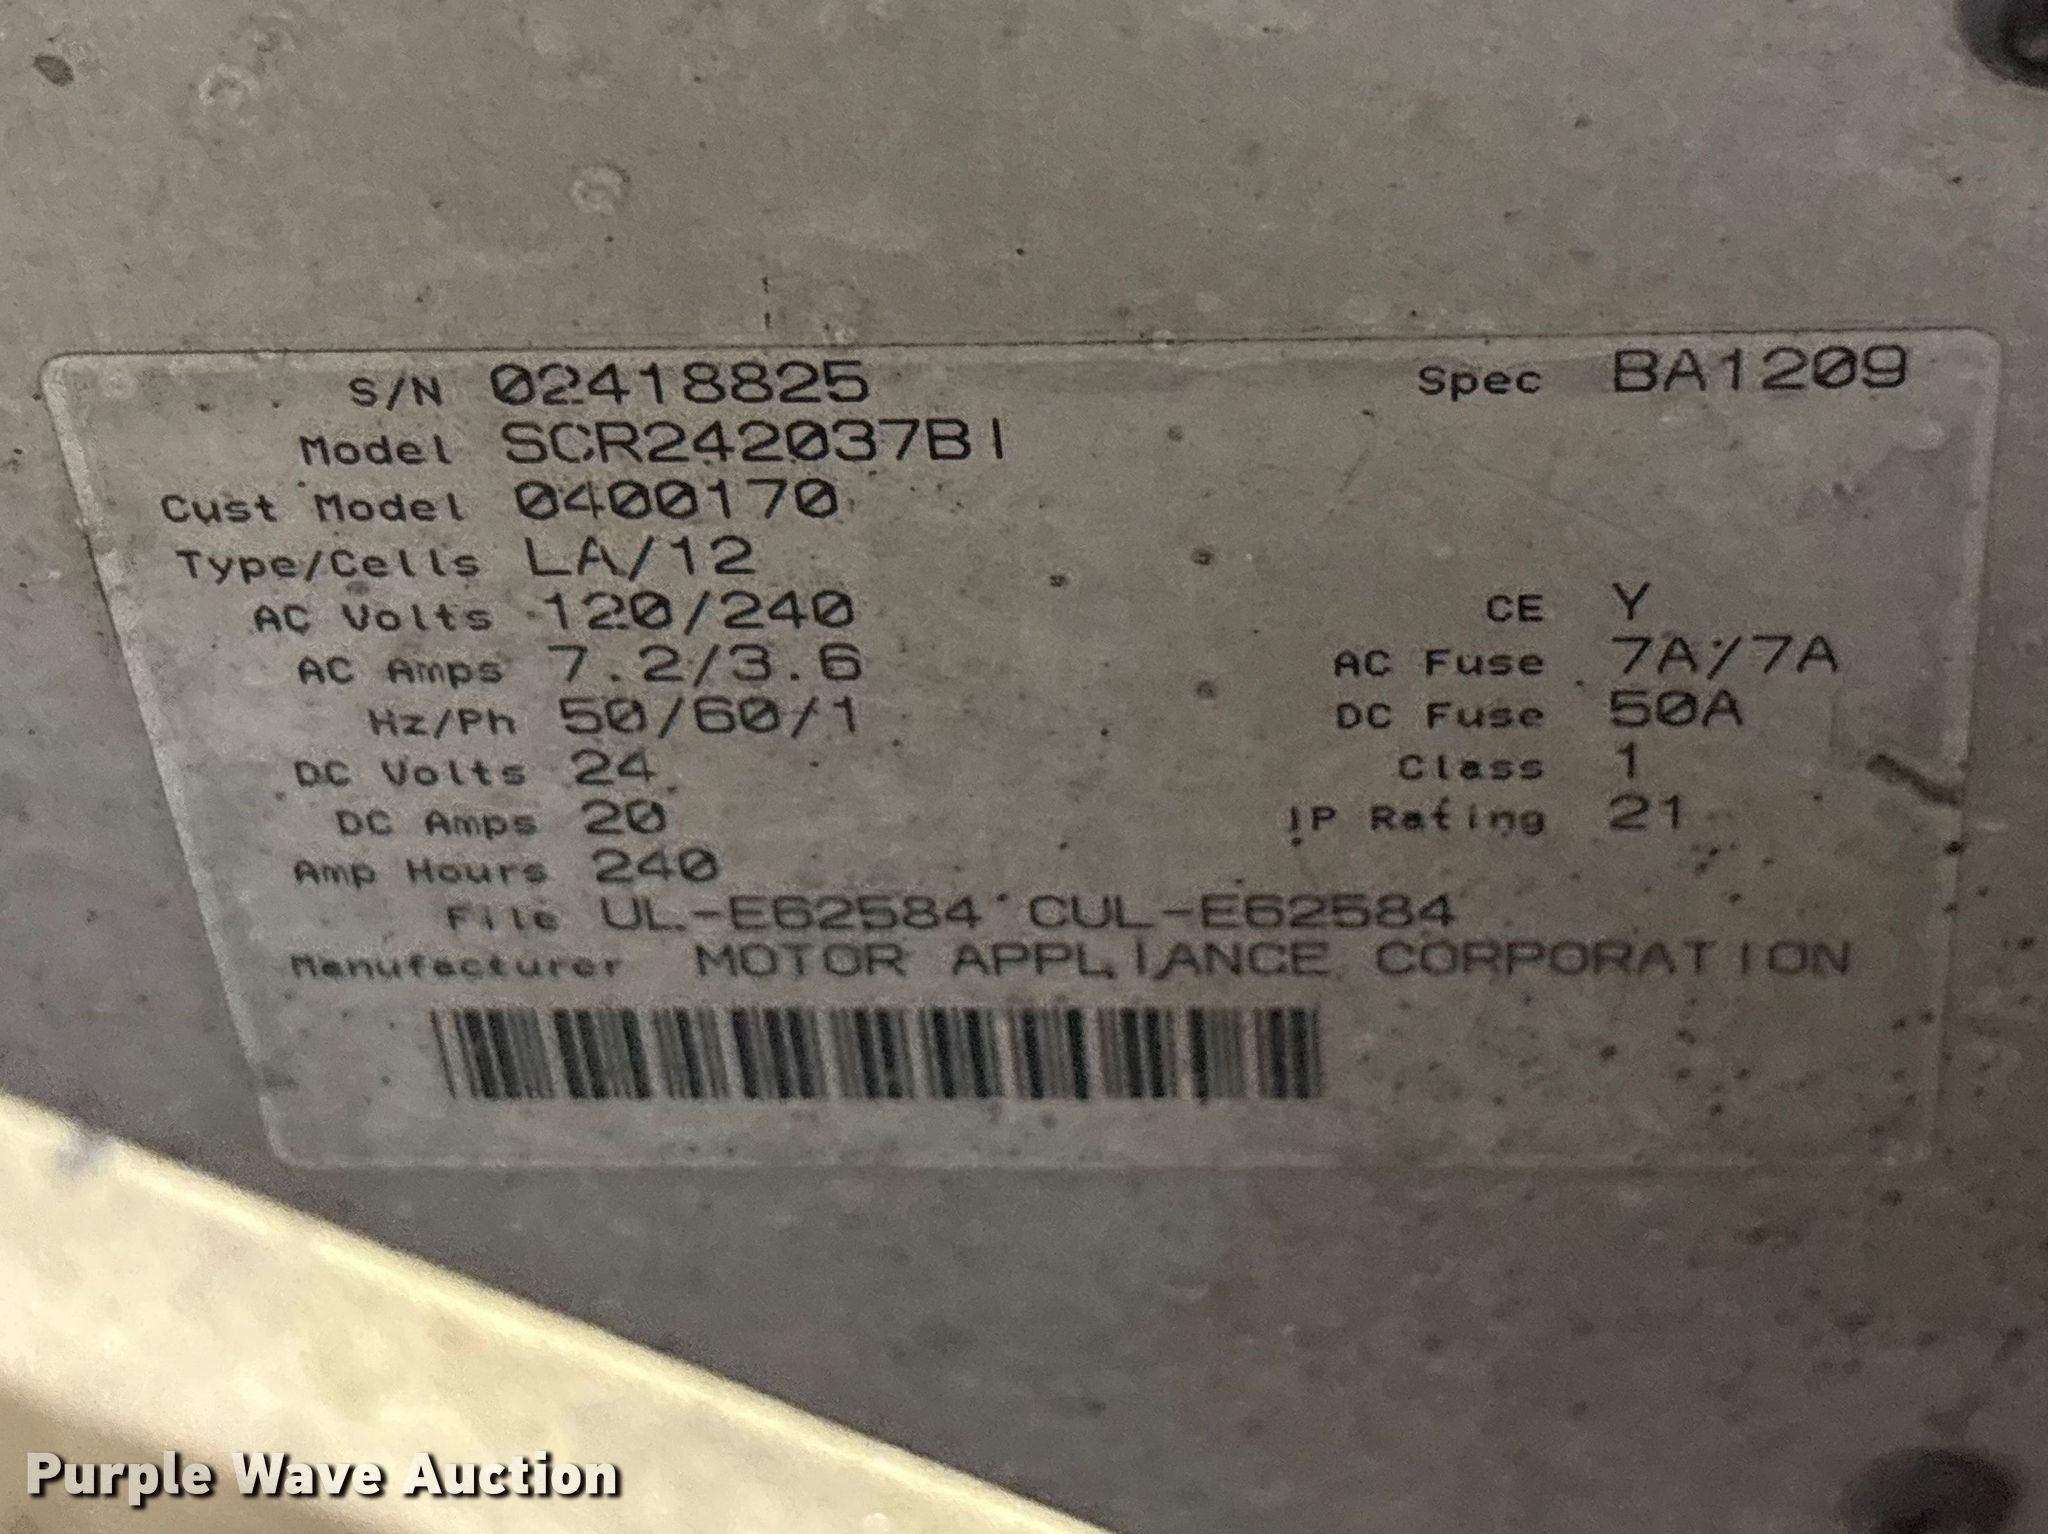 S/N 02418825 Spec BA1209
Model SCR242037BI
Cust Model 0400170
Type/Cells LA/12
AC Volts 120/240 CE Y
AC Amps 7.2/3.6 AC Fuse 7A/7A
Hz/Ph 50/60/1 DC Fuse 50A
DC Volts 24 Class 1
DC Amps 20 IP Rating 21
Amp Hours 240
File UL-E62584 CUL-E62584
Manufacturer MOTOR APPLIANCE CORPORATION
Purple Wave Auction